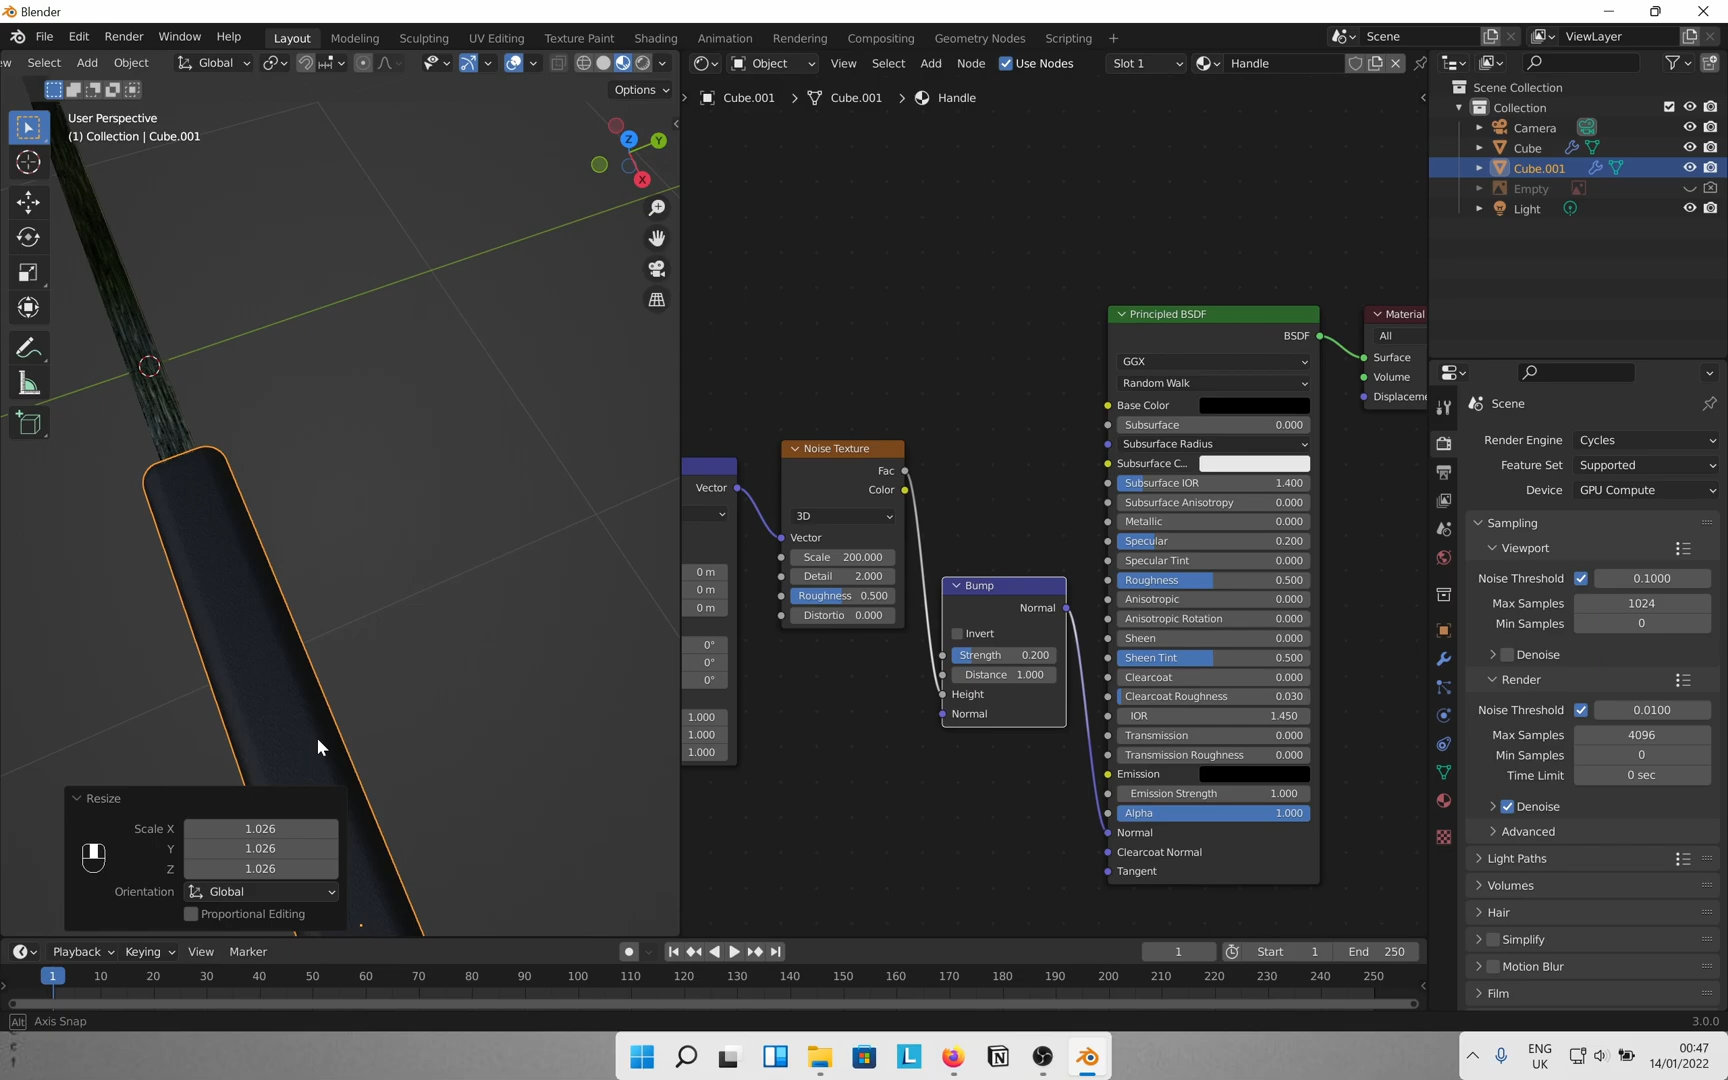 Blender
File Edit Render Window Help Layout Modeling Sculpting UV Editing Texture Paint Shading Animation Rendering Compositing Geometry Nodes Scripting + Scene ViewLayer
ew Select Add Object Global Object View Select Add Node Use Nodes Slot 1 Handle
Options
Cube.001 > Cube.001 > Handle
User Perspective
(1) Collection | Cube.001
Z Y X
Scene Collection
Collection
Camera
Cube
Cube.001
Empty
Light
Principled BSDF
BSDF
GGX
Random Walk
Base Color
Subsurface 0.000
Subsurface Radius
Subsurface C...
Subsurface IOR 1.400
Subsurface Anisotropy 0.000
Metallic 0.000
Specular 0.200
Specular Tint 0.000
Roughness 0.500
Anisotropic 0.000
Anisotropic Rotation 0.000
Sheen 0.000
Sheen Tint 0.500
Clearcoat 0.000
Clearcoat Roughness 0.030
IOR 1.450
Transmission 0.000
Transmission Roughness 0.000
Emission
Emission Strength 1.000
Alpha 1.000
Normal
Clearcoat Normal
Tangent
Material
All
Surface
Volume
Displaceme
Noise Texture
Fac
Color
3D
Vector
Scale 200.000
Detail 2.000
Roughness 0.500
Distortio 0.000
Vector
0 m
0 m
0 m
0°
0°
0°
1.000
1.000
1.000
Bump
Normal
Invert
Strength 0.200
Distance 1.000
Height
Normal
Scene
Render Engine Cycles
Feature Set Supported
Device GPU Compute
Sampling
Viewport
Noise Threshold 0.1000
Max Samples 1024
Min Samples 0
Denoise
Render
Noise Threshold 0.0100
Max Samples 4096
Min Samples 0
Time Limit 0 sec
Denoise
Advanced
Light Paths
Volumes
Hair
Simplify
Motion Blur
Film
Resize
Scale X 1.026
Y 1.026
Z 1.026
Orientation Global
Proportional Editing
Playback Keying View Marker 1 Start 1 End 250
1 10 20 30 40 50 60 70 80 90 100 110 120 130 140 150 160 170 180 190 200 210 220 230 240 250
Alt Axis Snap 3.0.0
ENG
UK
00:47
14/01/2022